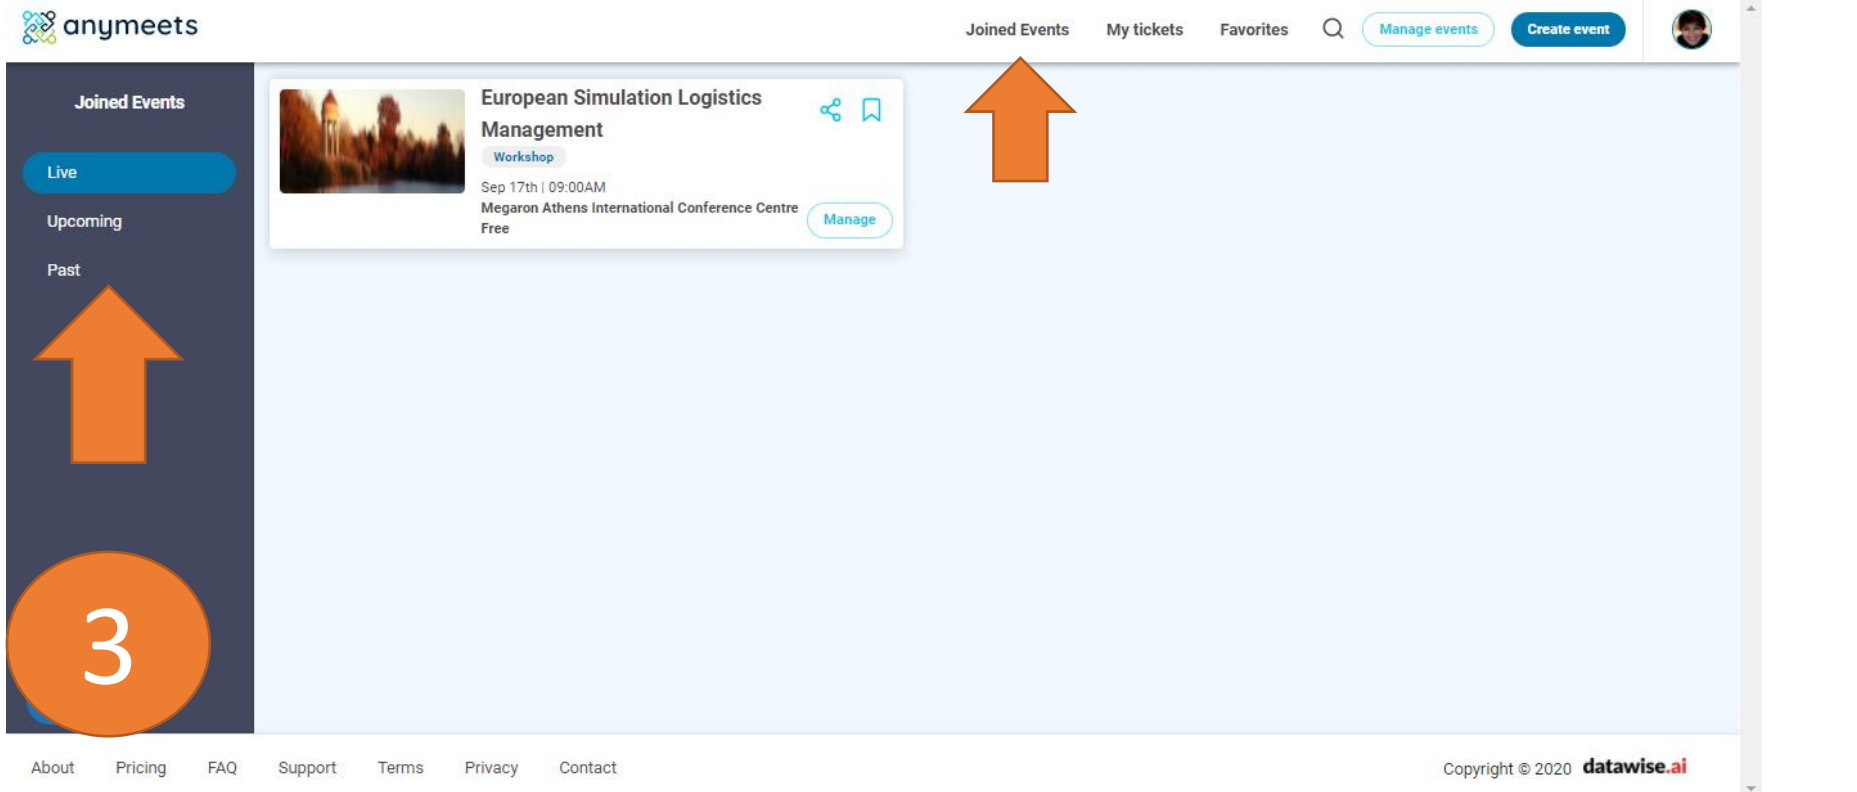 anymeets
Joined Events
My tickets
Favorites
Manage events
Create event
Joined Events
Live
Upcoming
Past
European Simulation Logistics
Management
Workshop
Sep 17th | 09:00AM
Megaron Athens International Conference Centre
Free
Manage
3
About
Pricing
FAQ
Support
Terms
Privacy
Contact
Copyright © 2020 datawise.ai